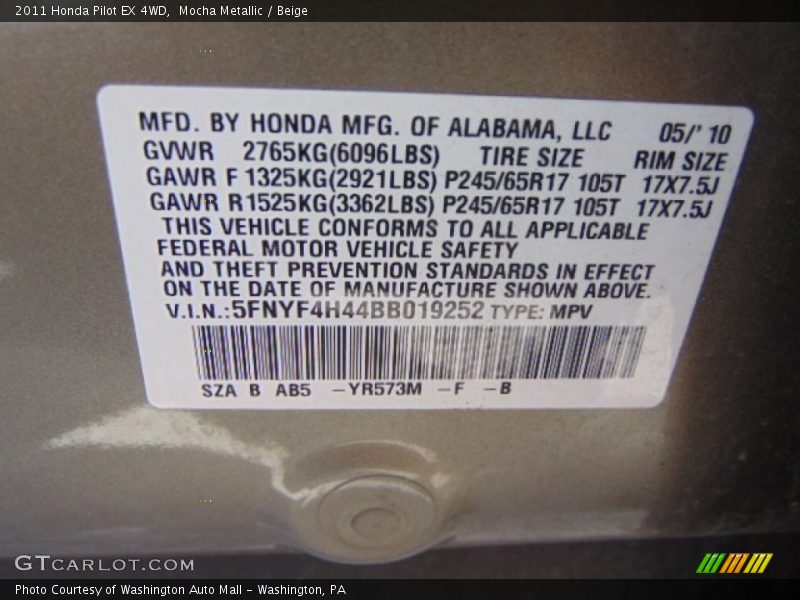 2011 Honda Pilot EX 4WD,  Mocha Metallic / Beige
MFD. BY HONDA MFG. OF ALABAMA, LLC 05/' 10
GVWR 2765KG(6096LBS) TIRE SIZE RIM SIZE
GAWR F 1325KG(2921LBS) P245/65R17 105T 17X7.5J
GAWR R1525KG(3362LBS) P245/65R17 105T 17X7.5J
THIS VEHICLE CONFORMS TO ALL APPLICABLE
FEDERAL MOTOR VEHICLE SAFETY
AND THEFT PREVENTION STANDARDS IN EFFECT
ON THE DATE OF MANUFACTURE SHOWN ABOVE.
V.I.N.:5FNYF4H44BB019252 TYPE: MPV
SZA B AB5 -YR573M -F -B
GTCARLOT.COM
Photo Courtesy of Washington Auto Mall - Washington, PA